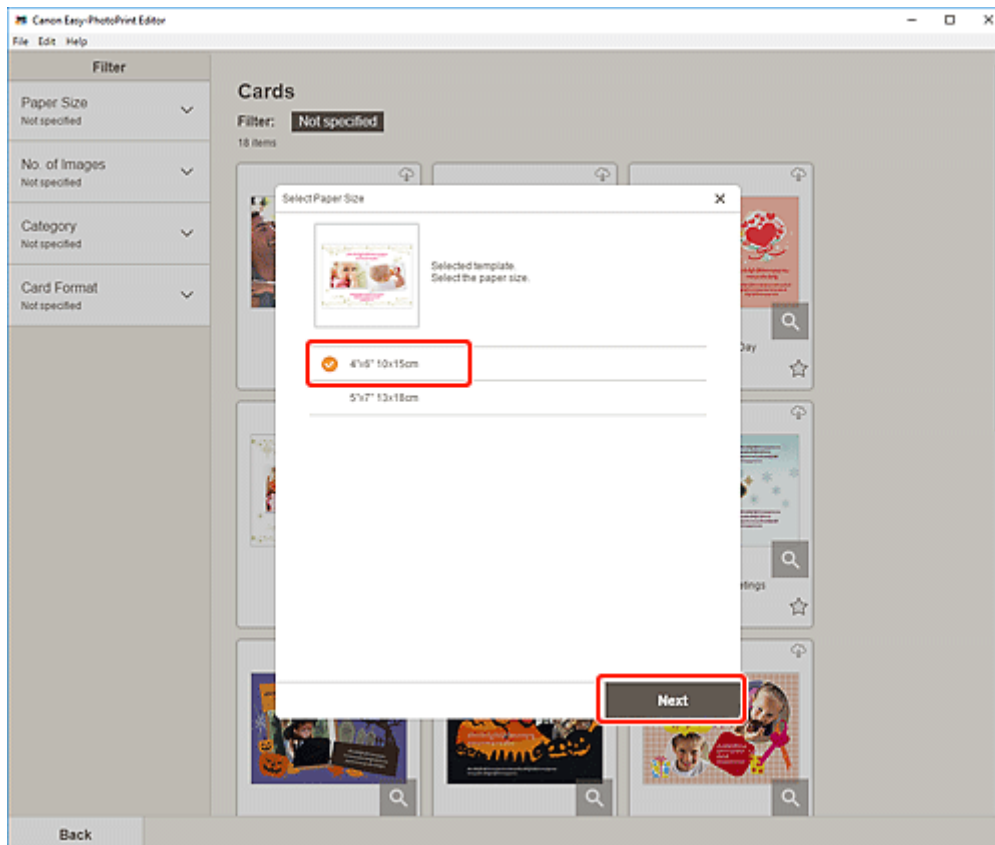 Canon Easy-PhotoPrint Editor
File Edit Help
Filter
Paper Size
Not specified
No. of Images
Not specified
Category
Not specified
Card Format
Not specified
Cards
Filter: Not specified
18 items
Select Paper Size
Selected template.
Select the paper size.
4"x6" 10x15cm
5"x7" 13x18cm
Next
Day
etings
Back